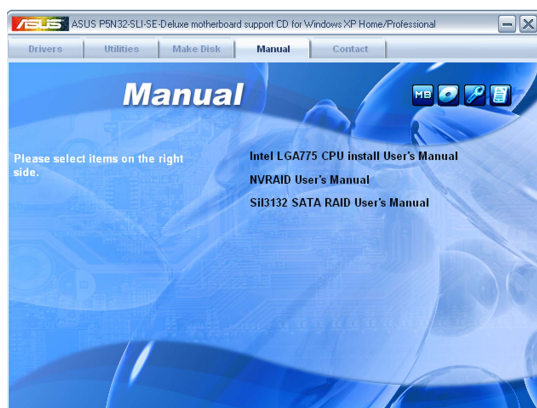 ASUS ASUS P5N32-SLI-SE-Deluxe motherboard support CD for Windows XP Home/Professional
Drivers Utilities Make Disk Manual Contact
Manual
MB
Please select items on the right
side.
Intel LGA775 CPU install User's Manual
NVRAID User's Manual
Sil3132 SATA RAID User's Manual